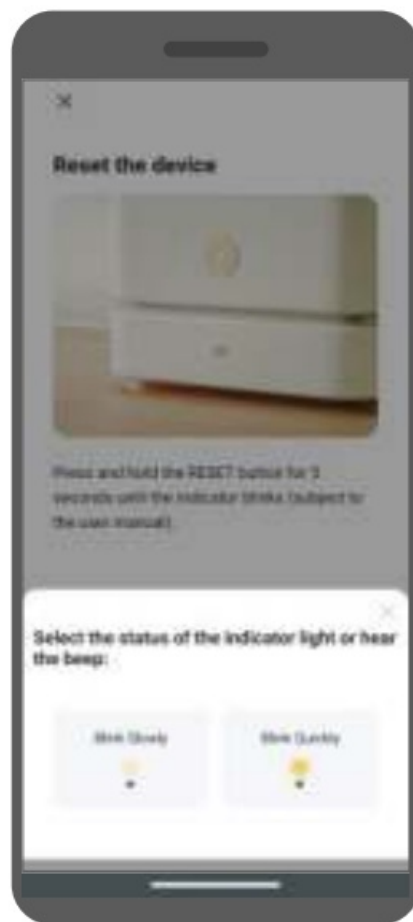 Reset the device
Press and hold the RESET button for 5
seconds until the indicator blinks (subject to
the user manual).
Select the status of the indicator light or hear
the beep:
Blink Slowly
Blink Quickly